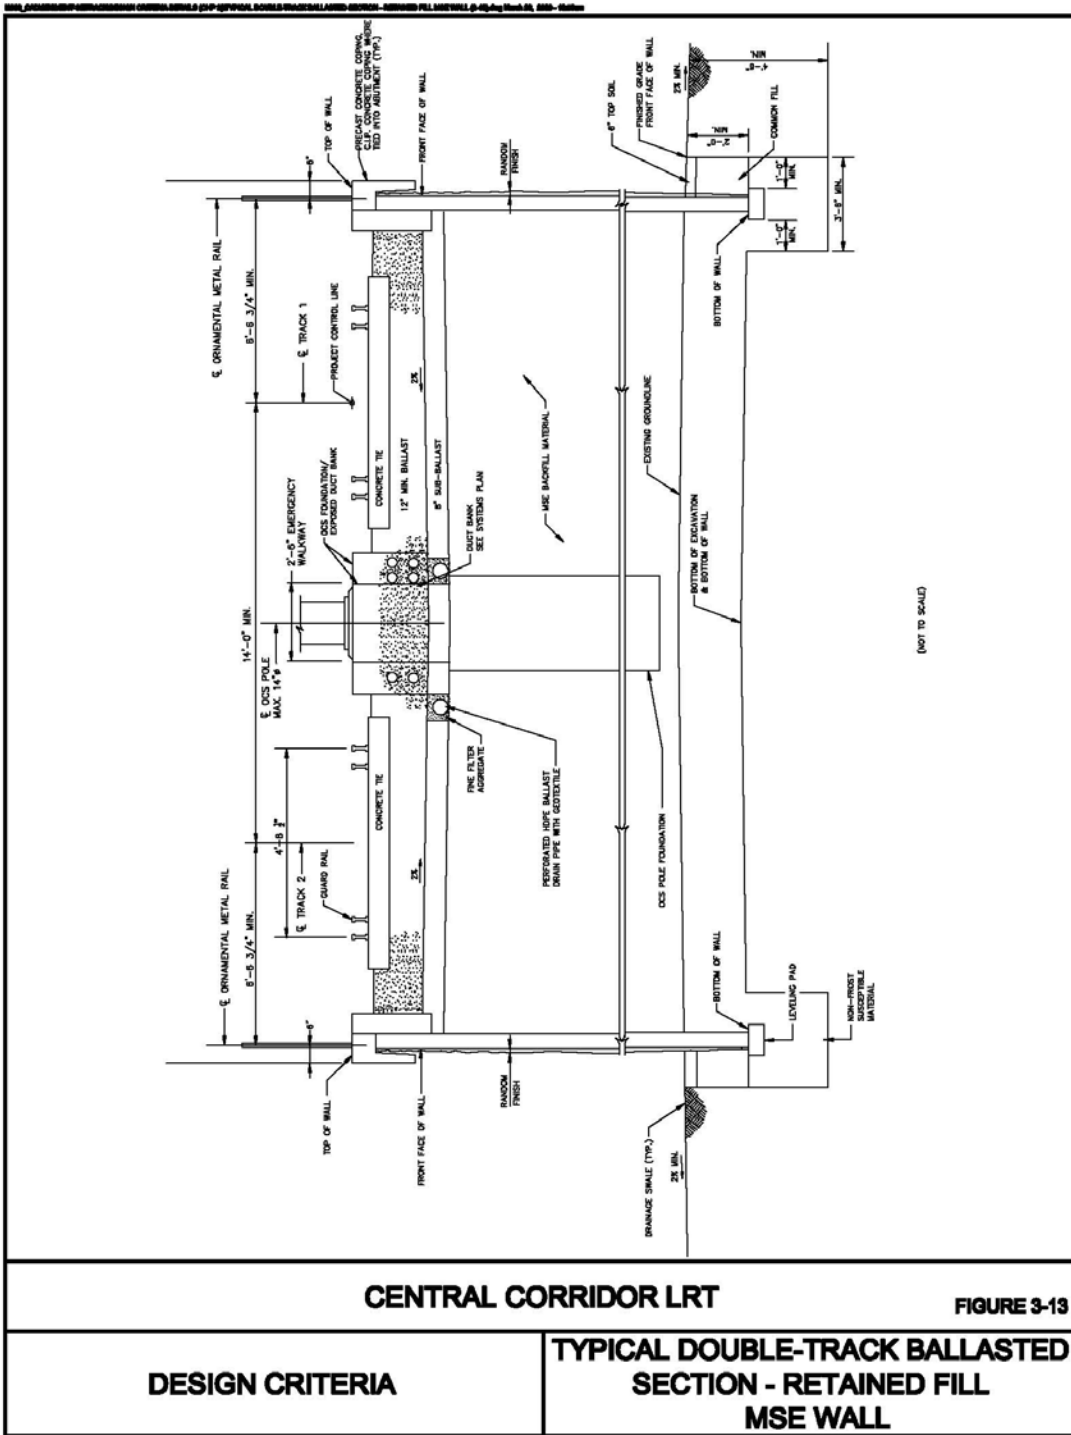 ℄ ORNAMENTAL METAL RAIL
℄ ORNAMENTAL METAL RAIL
℄ OCS POLE
MAX. 14"ø
14'-0" MIN.
2'-6" EMERGENCY
WALKWAY
℄ TRACK 2
℄ TRACK 1
4'-8 ½"
6"
6"
TOP OF WALL
TOP OF WALL
PRECAST CONCRETE COPING,
C.I.P. CONCRETE COPING WHERE
TIED INTO ABUTMENT (TYP.)
GUARD RAIL
OCS FOUNDATION/
EXPOSED DUCT BANK
PROJECT CONTROL LINE
CONCRETE TIE
CONCRETE TIE
12" MIN. BALLAST
8" SUB-BALLAST
2%
2%
FRONT FACE OF WALL
FRONT FACE OF WALL
FINE FILTER
AGGREGATE
DUCT BANK
SEE SYSTEMS PLAN
RANDOM
FINISH
RANDOM
FINISH
PERFORATED HDPE BALLAST
DRAIN PIPE WITH GEOTEXTILE
MSE BACKFILL MATERIAL
6" TOP SOIL
FINISHED GRADE
FRONT FACE OF WALL
OCS POLE FOUNDATION
EXISTING GROUNDLINE
DRAINAGE SWALE (TYP.)
2% MIN.
2% MIN.
2'-0"
MIN.
MIN.
BOTTOM OF EXCAVATION
& BOTTOM OF WALL
BOTTOM OF WALL
BOTTOM OF WALL
COMMON FILL
LEVELING PAD
1'-0"
MIN.
1'-0"
MIN.
3'-6" MIN.
NON-FROST
SUSCEPTIBLE
MATERIAL
(NOT TO SCALE)
CENTRAL CORRIDOR LRT
FIGURE 3-13
DESIGN CRITERIA
TYPICAL DOUBLE-TRACK BALLASTED
SECTION - RETAINED FILL
MSE WALL